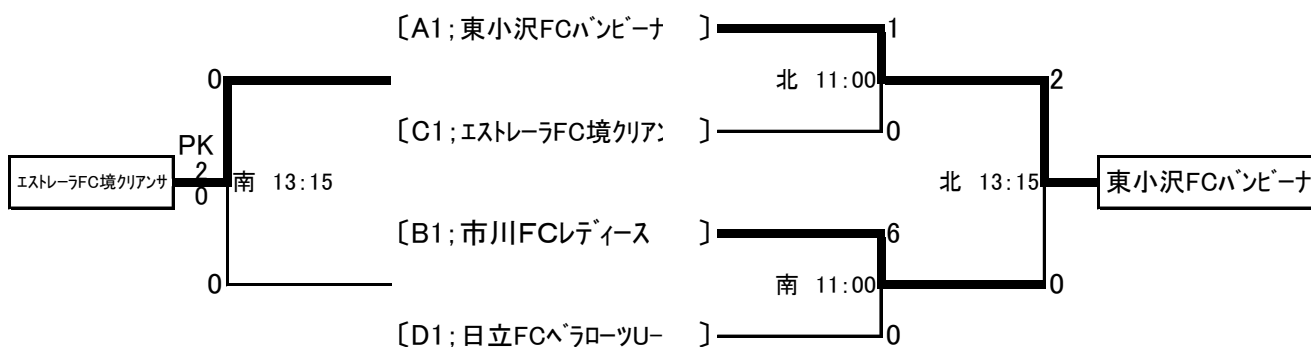 〔A1;東小沢FCバンビーナ 〕 1
0 北 11:00 2
〔C1;エストレーラFC境クリアン 〕 0
PK
2
0
エストレーラFC境クリアンサ 南 13:15 北 13:15 東小沢FCバンビーナ
〔B1;市川FCレディース 〕 6
0 南 11:00 0
〔D1;日立FCベラローツU- 〕 0